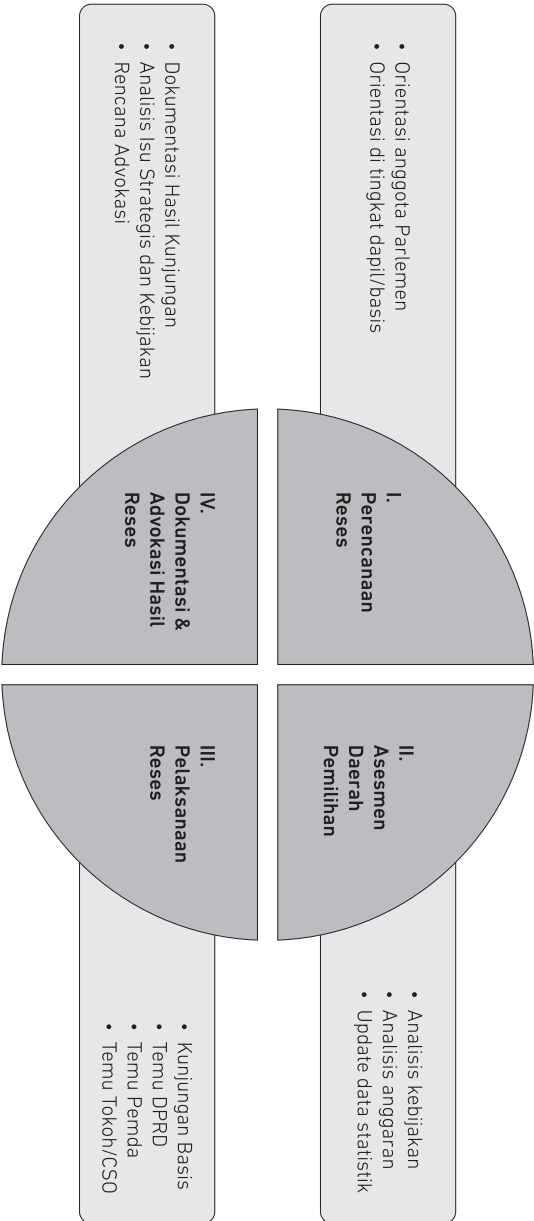 • Orientasi anggota Parlemen
• Orientasi di tingkat dapil/basis
I.
Perencanaan
Reses
II.
Asesmen
Daerah
Pemilihan
• Analisis kebijakan
• Analisis anggaran
• Update data statistik
• Dokumentasi Hasil Kunjungan
• Analisis Isu Strategis dan Kebijakan
• Rencana Advokasi
IV.
Dokumentasi &
Advokasi Hasil
Reses
III.
Pelaksanaan
Reses
• Kunjungan Basis
• Temu DPRD
• Temu Pemda
• Temu Tokoh/CSO